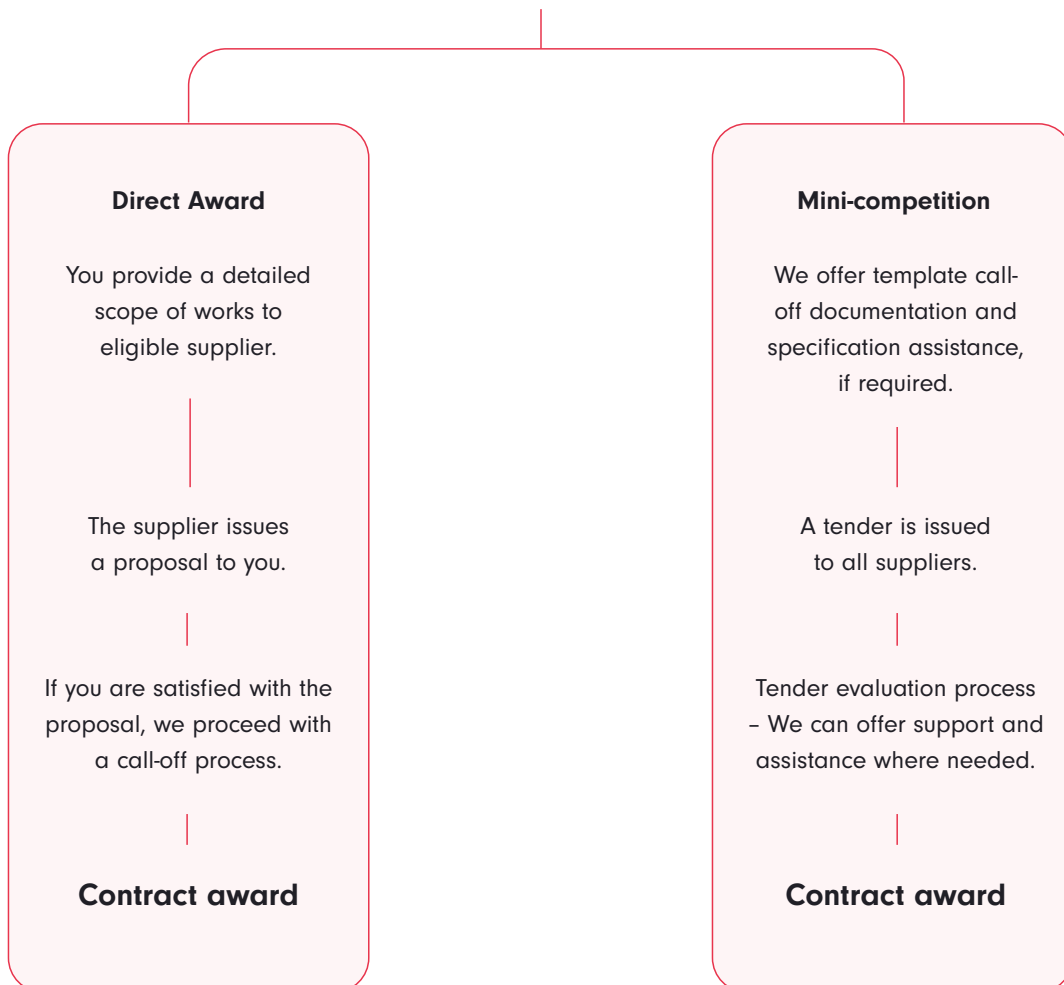 Direct Award
You provide a detailed
scope of works to
eligible supplier.
The supplier issues
a proposal to you.
If you are satisfied with the
proposal, we proceed with
a call-off process.
Contract award
Mini-competition
We offer template call-
off documentation and
specification assistance,
if required.
A tender is issued
to all suppliers.
Tender evaluation process
– We can offer support and
assistance where needed.
Contract award